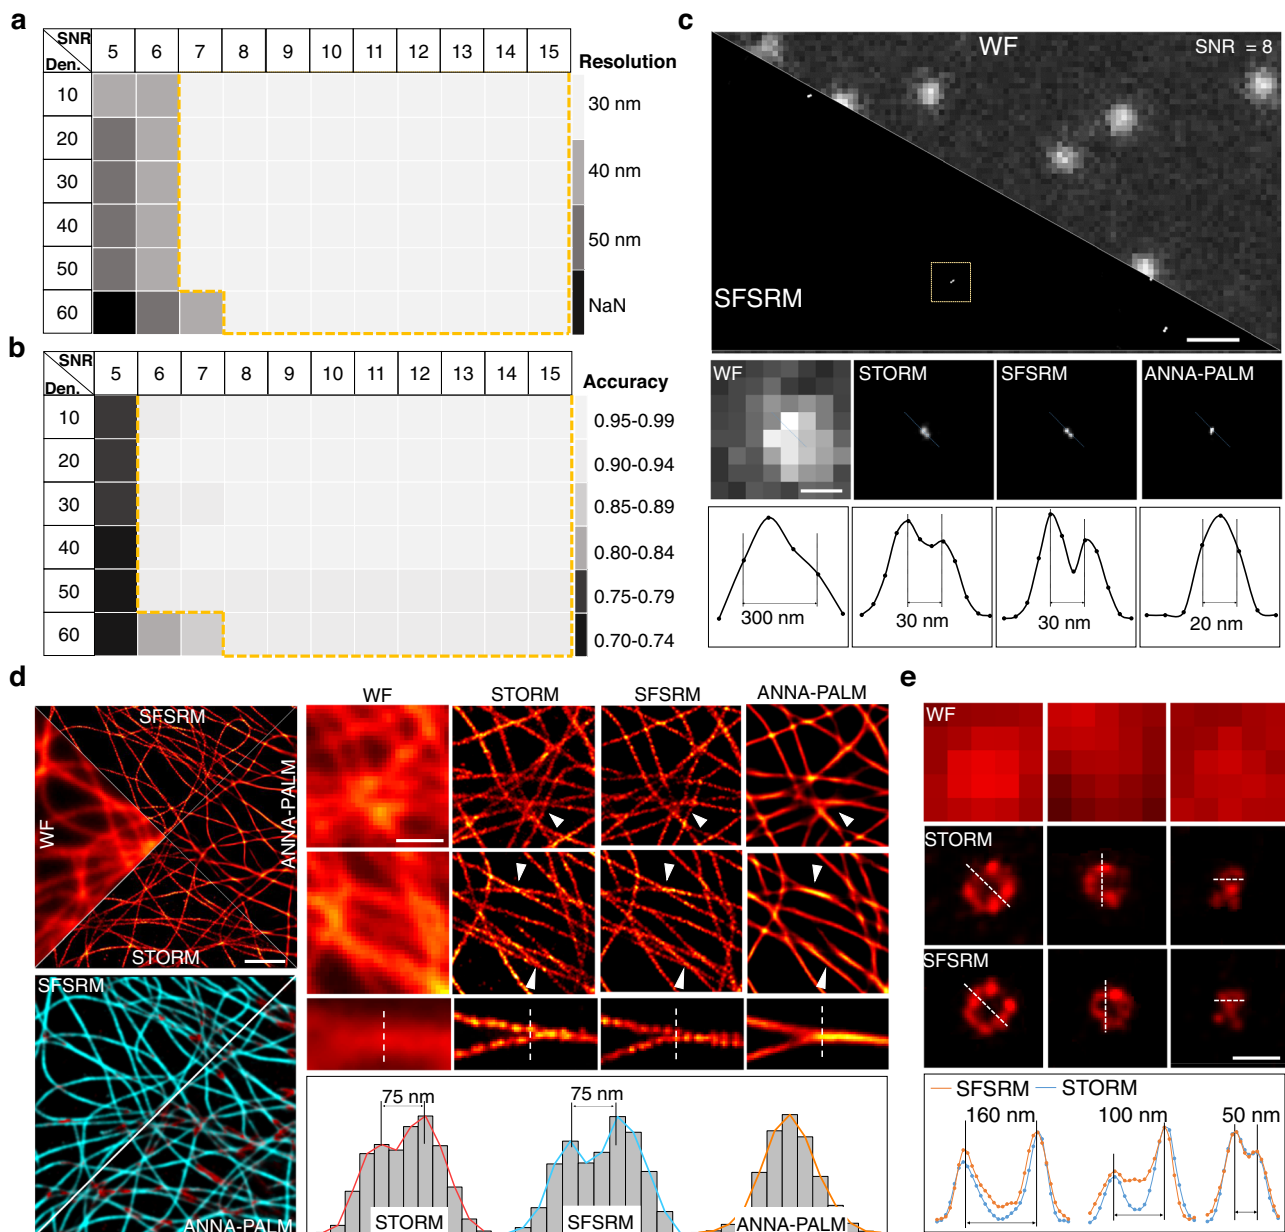 a
SNR
Den.
5 6 7 8 9 10 11 12 13 14 15
10
20
30
40
50
60
Resolution
30 nm
40 nm
50 nm
NaN
b
SNR
Den.
5 6 7 8 9 10 11 12 13 14 15
10
20
30
40
50
60
Accuracy
0.95-0.99
0.90-0.94
0.85-0.89
0.80-0.84
0.75-0.79
0.70-0.74
c
WF
SNR = 8
SFSRM
WF STORM SFSRM ANNA-PALM
300 nm 30 nm 30 nm 20 nm
d
SFSRM
WF
ANNA-PALM
STORM
SFSRM
ANNA-PALM
WF STORM SFSRM ANNA-PALM
75 nm 75 nm
STORM SFSRM ANNA-PALM
e
WF
STORM
SFSRM
SFSRM STORM
160 nm 100 nm 50 nm